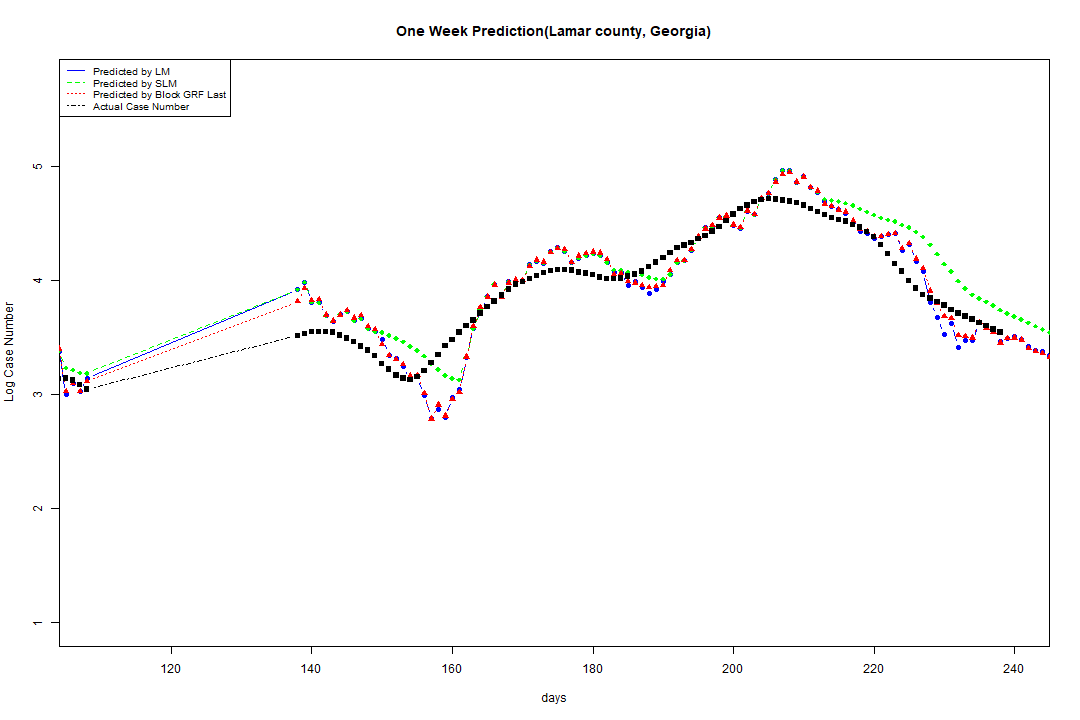 One Week Prediction(Lamar county, Georgia)
Predicted by LM
Predicted by SLM
Predicted by Block GRF Last
Actual Case Number
5
4
3
2
1
Log Case Number
120 140 160 180 200 220 240
days